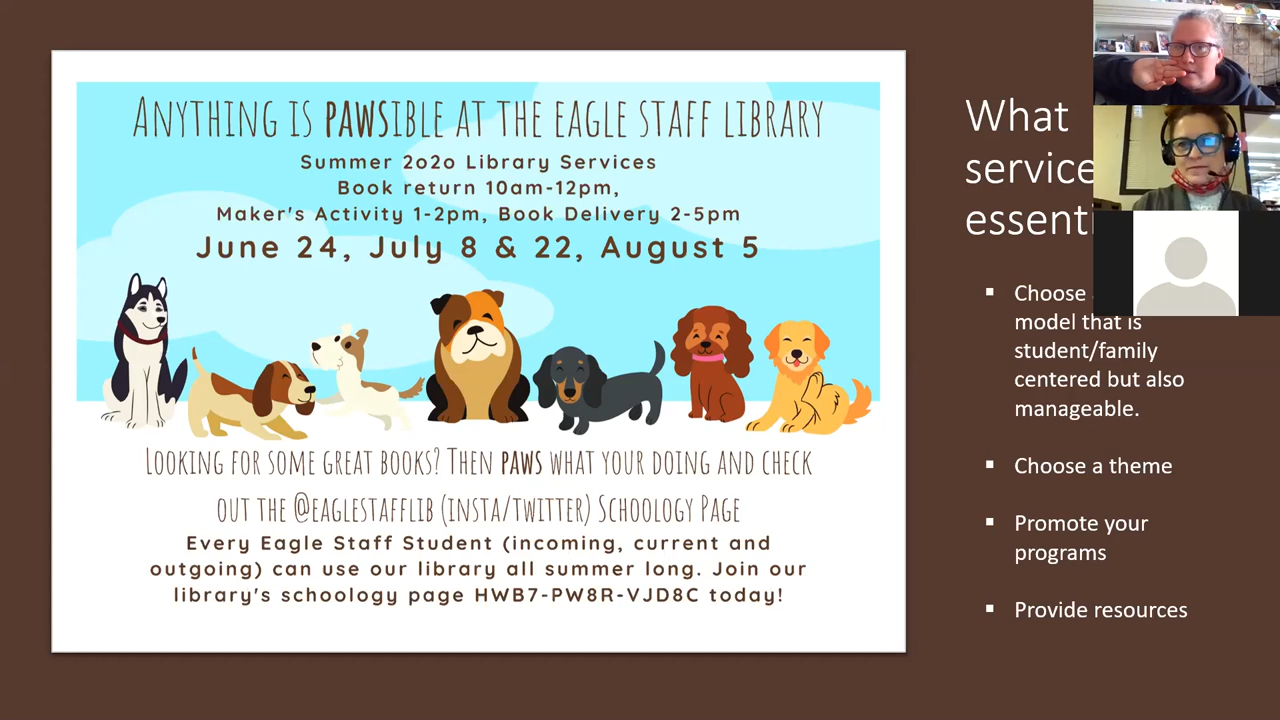 ANYTHING IS PAWSIBLE AT THE EAGLE STAFF LIBRARY
Summer 2020 Library Services
Book return 10am-12pm,
Maker's Activity 1-2pm, Book Delivery 2-5pm
June 24, July 8 & 22, August 5
LOOKING FOR SOME GREAT BOOKS? THEN PAWS WHAT YOUR DOING AND CHECK
OUT THE @EAGLESTAFFLIB (INSTA/TWITTER) SCHOOLOGY PAGE
Every Eagle Staff Student (incoming, current and
outgoing) can use our library all summer long. Join our
library's schoology page HWB7-PW8R-VJD8C today!
What
service
essenti
▪ Choose
model that is
student/family
centered but also
manageable.
▪ Choose a theme
▪ Promote your
programs
▪ Provide resources